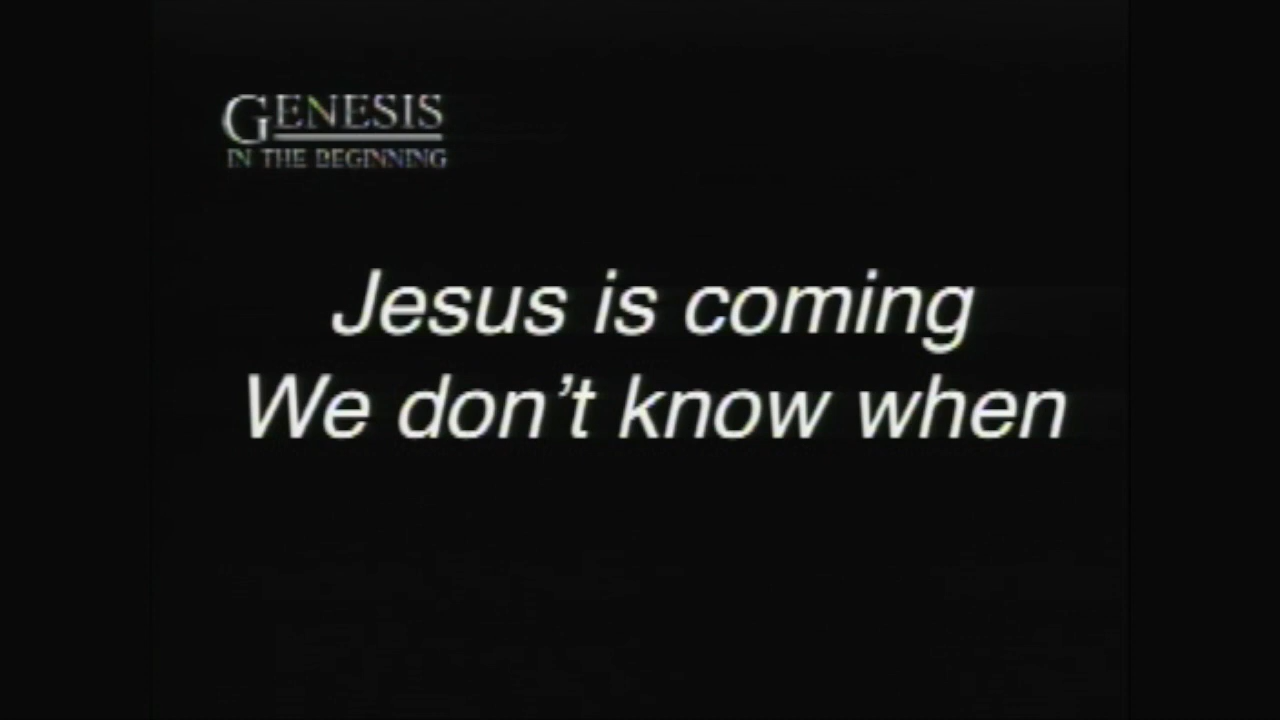 GENESIS
IN THE BEGINNING
Jesus is coming
We don't know when